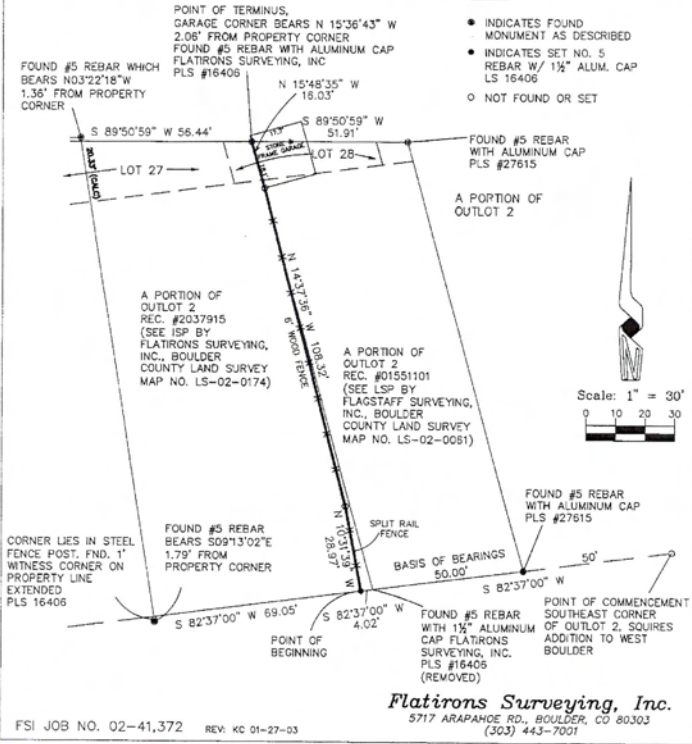 POINT OF TERMINUS,
GARAGE CORNER BEARS N 15°36'43" W
2.06' FROM PROPERTY CORNER
FOUND #5 REBAR WITH ALUMINUM CAP
FLATIRONS SURVEYING, INC
PLS #16406
INDICATES FOUND
MONUMENT AS DESCRIBED
INDICATES SET NO. 5
REBAR W/ 1½" ALUM. CAP
LS 16406
NOT FOUND OR SET
FOUND #5 REBAR WHICH
BEARS N03°22'18"W
1.36' FROM PROPERTY
CORNER
N 15°48'35" W
16.03'
S 89°50'59" W 56.44'
S 89°50'59" W
51.91'
FOUND #5 REBAR
WITH ALUMINUM CAP
PLS #27615
20.33' (CALC)
LOT 27
STONE &
FRAME GARAGE
LOT 28
A PORTION OF
OUTLOT 2
N 14°37'36" W 108.32'
6' WOOD FENCE
A PORTION OF
OUTLOT 2
REC. #2037915
(SEE ISP BY
FLATIRONS SURVEYING,
INC., BOULDER
COUNTY LAND SURVEY
MAP NO. LS-02-0174)
A PORTION OF
OUTLOT 2
REC. #01551101
(SEE LSP BY
FLAGSTAFF SURVEYING,
INC., BOULDER
COUNTY LAND SURVEY
MAP NO. LS-02-0061)
Scale: 1" = 30'
0 10 20 30
FOUND #5 REBAR
WITH ALUMINUM CAP
PLS #27615
CORNER LIES IN STEEL
FENCE POST. FND. 1'
WITNESS CORNER ON
PROPERTY LINE
EXTENDED
PLS 16406
FOUND #5 REBAR
BEARS S09°13'02"E
1.79' FROM
PROPERTY CORNER
N 10°31'39" W
28.97'
SPLIT RAIL
FENCE
BASIS OF BEARINGS
50.00'
S 82°37'00" W
50'
S 82°37'00" W 69.05'
S 82°37'00" W
4.02'
POINT OF
BEGINNING
FOUND #5 REBAR
WITH 1½" ALUMINUM
CAP FLATIRONS
SURVEYING, INC.
PLS #16406
(REMOVED)
POINT OF COMMENCEMENT
SOUTHEAST CORNER
OF OUTLOT 2, SQUIRES
ADDITION TO WEST
BOULDER
Flatirons Surveying, Inc.
5717 ARAPAHOE RD., BOULDER, CO 80303
(303) 443-7001
FSI JOB NO. 02-41,372 REV: KC 01-27-03